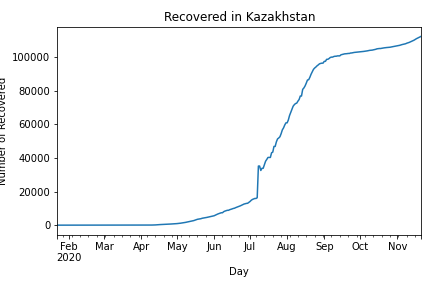 Recovered in Kazakhstan
Number of Recovered
100000
80000
60000
40000
20000
0
Feb Mar Apr May Jun Jul Aug Sep Oct Nov
2020
Day